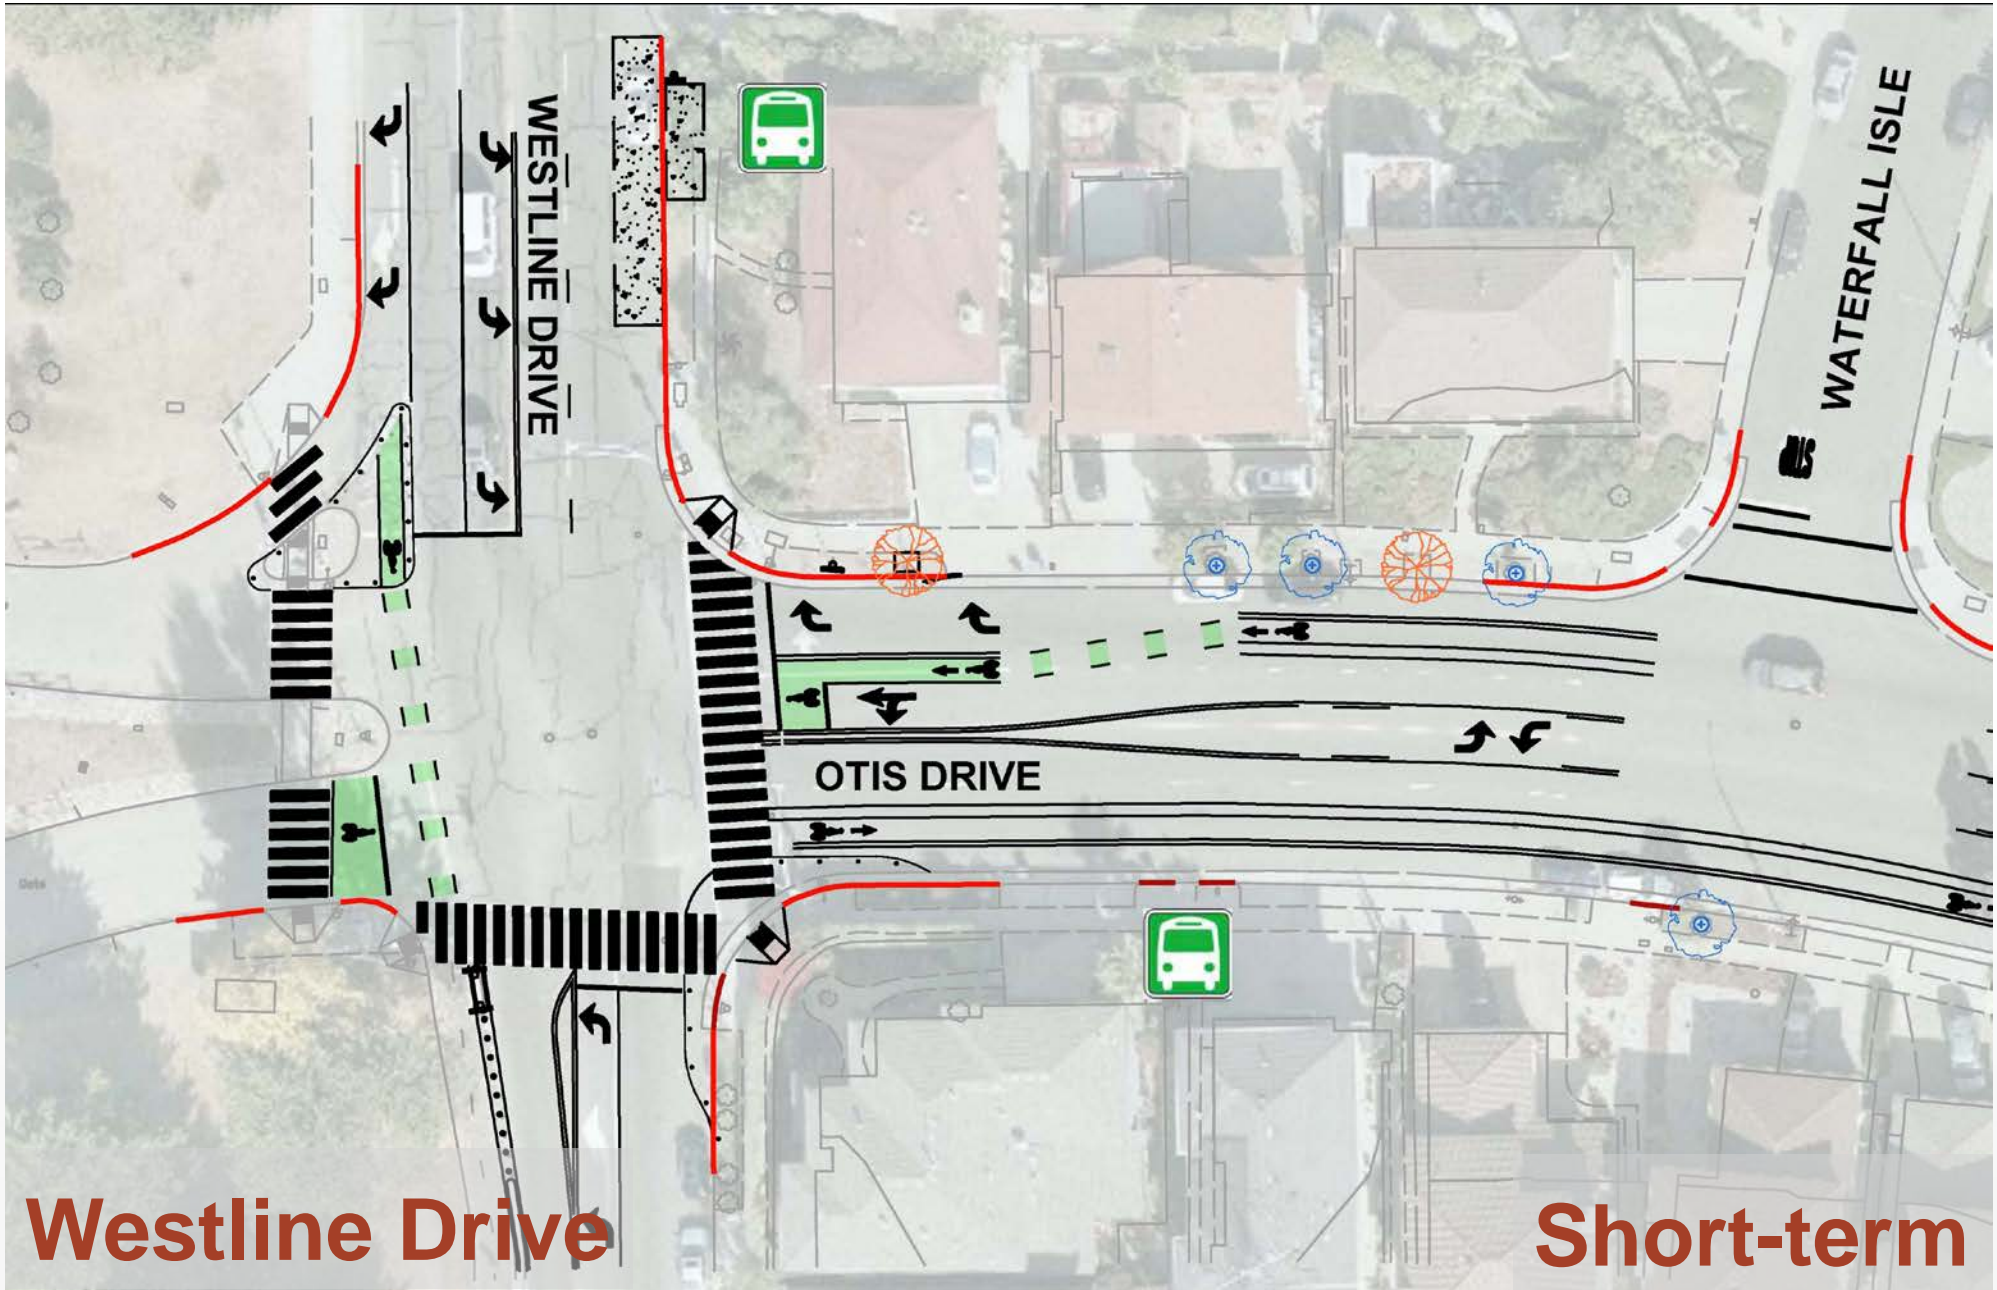 WESTLINE DRIVE
WATERFALL ISLE
OTIS DRIVE
Westline Drive
Short-term